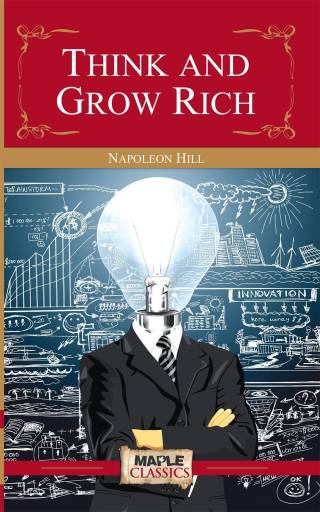 THINK AND
GROW RICH
NAPOLEON HILL
INNOVATION
MAPLE
CLASSICS